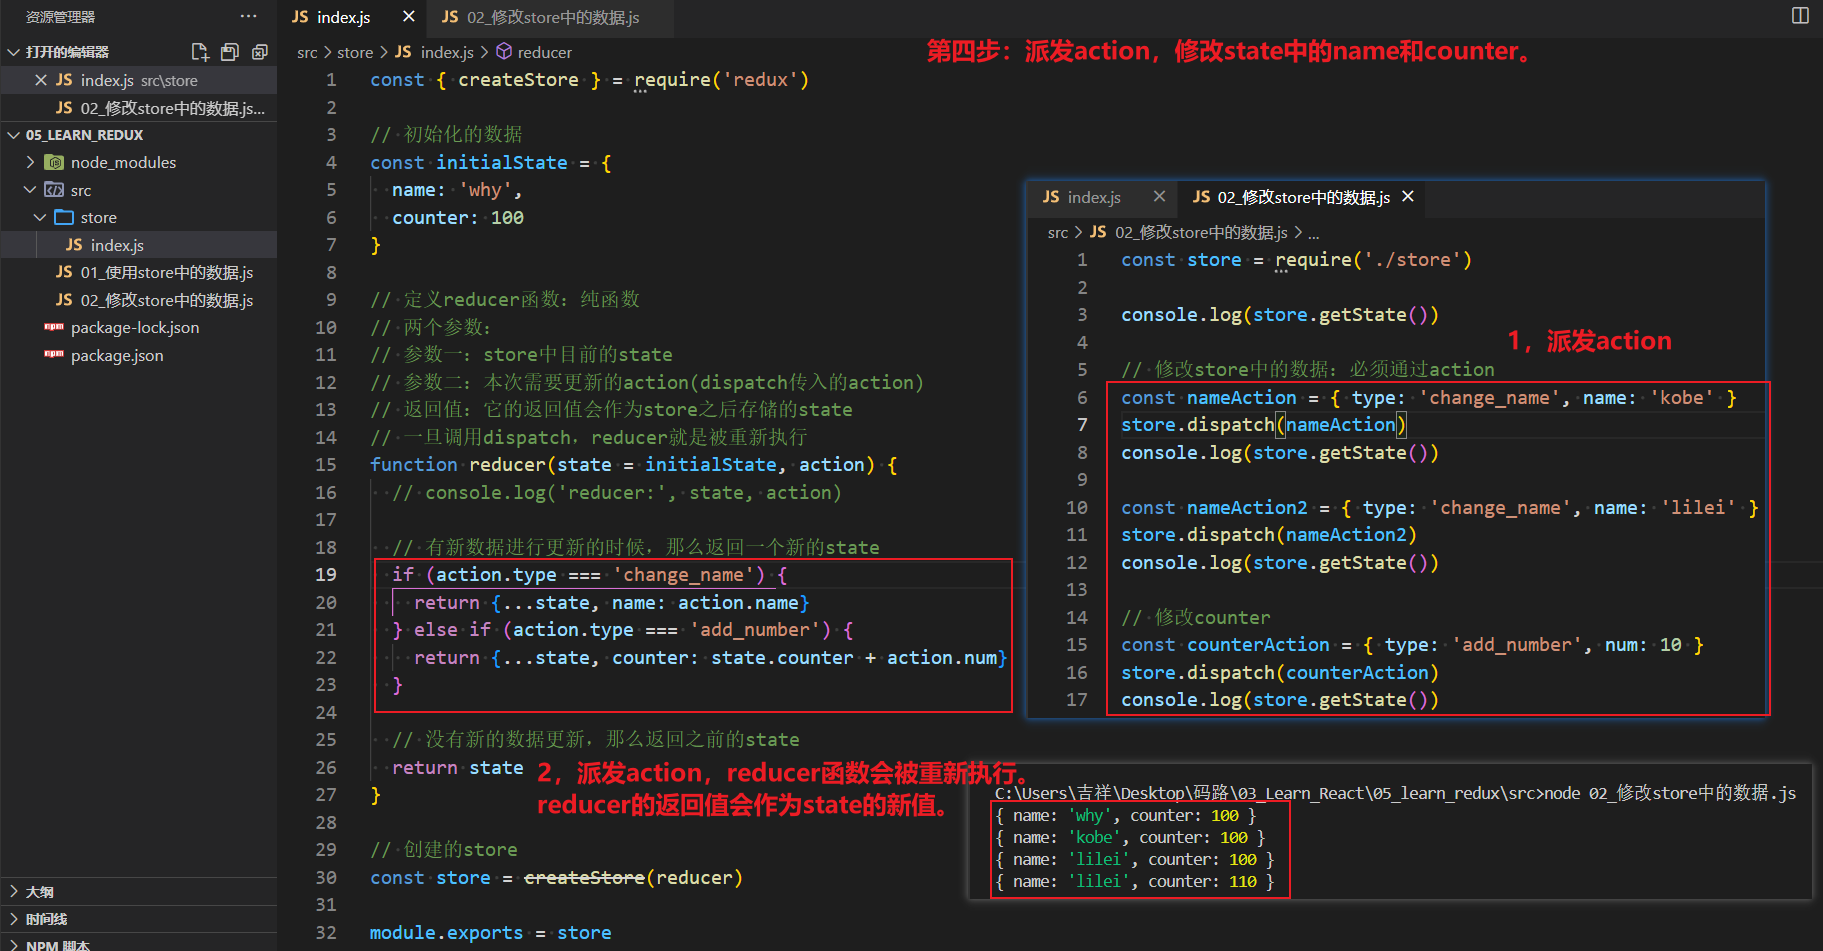 资源管理器 ···
打开的编辑器
JS index.js src\store
JS 02_修改store中的数据.js...
05_LEARN_REDUX
node_modules
src
store
JS index.js
JS 01_使用store中的数据.js
JS 02_修改store中的数据.js
package-lock.json
package.json
大纲
时间线
NPM 脚本
JS index.js
JS 02_修改store中的数据.js
src > store > JS index.js > reducer
第四步：派发action，修改state中的name和counter。
1 const { createStore } = require('redux')
2
3 // 初始化的数据
4 const initialState = {
5 name: 'why',
6 counter: 100
7 }
8
9 // 定义reducer函数: 纯函数
10 // 两个参数:
11 // 参数一: store中目前的state
12 // 参数二: 本次需要更新的action(dispatch传入的action)
13 // 返回值: 它的返回值会作为store之后存储的state
14 // 一旦调用dispatch，reducer就是被重新执行
15 function reducer(state = initialState, action) {
16 // console.log('reducer:', state, action)
17
18 // 有新数据进行更新的时候，那么返回一个新的state
19 if (action.type === 'change_name') {
20 return {...state, name: action.name}
21 } else if (action.type === 'add_number') {
22 return {...state, counter: state.counter + action.num}
23 }
24
25 // 没有新的数据更新，那么返回之前的state
26 return state
27 }
28
29 // 创建的store
30 const store = createStore(reducer)
31
32 module.exports = store
2，派发action，reducer函数会被重新执行。
reducer的返回值会作为state的新值。
JS index.js
JS 02_修改store中的数据.js
src > JS 02_修改store中的数据.js > ...
1 const store = require('./store')
2
3 console.log(store.getState())
4
1，派发action
5 // 修改store中的数据: 必须通过action
6 const nameAction = { type: 'change_name', name: 'kobe' }
7 store.dispatch(nameAction)
8 console.log(store.getState())
9
10 const nameAction2 = { type: 'change_name', name: 'lilei' }
11 store.dispatch(nameAction2)
12 console.log(store.getState())
13
14 // 修改counter
15 const counterAction = { type: 'add_number', num: 10 }
16 store.dispatch(counterAction)
17 console.log(store.getState())
C:\Users\吉祥\Desktop\码路\03_Learn_React\05_learn_redux\src>node 02_修改store中的数据.js
{ name: 'why', counter: 100 }
{ name: 'kobe', counter: 100 }
{ name: 'lilei', counter: 100 }
{ name: 'lilei', counter: 110 }